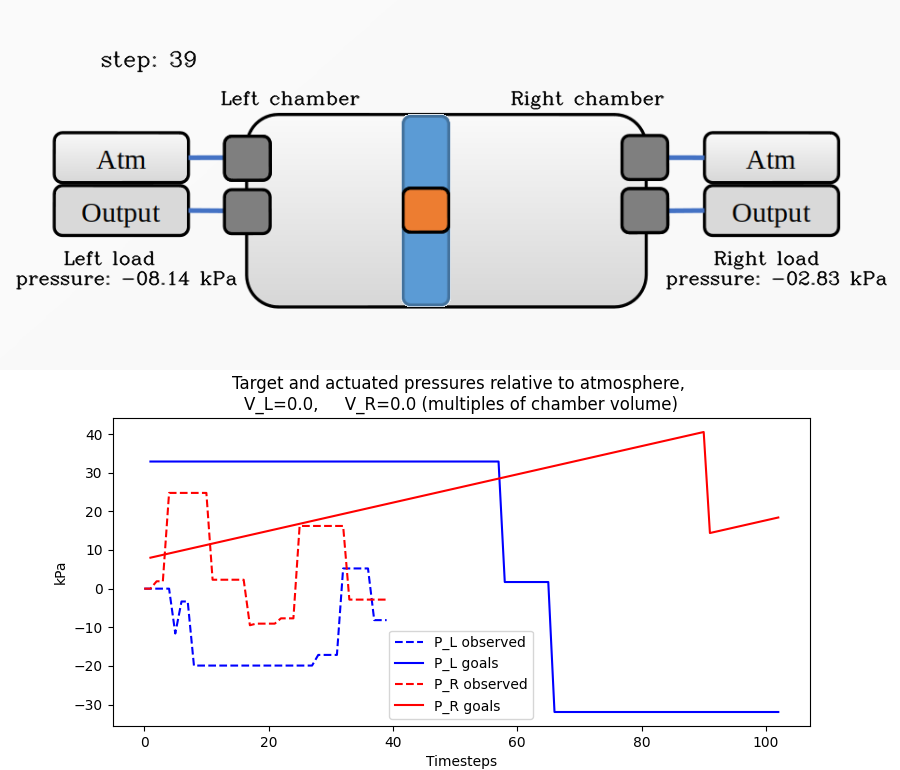 step: 39
Left chamber
Right chamber
Atm
Output
Atm
Output
Left load
pressure: -08.14 kPa
Right load
pressure: -02.83 kPa
Target and actuated pressures relative to atmosphere,
V_L=0.0, V_R=0.0 (multiples of chamber volume)
kPa
40
30
20
10
0
−10
−20
−30
P_L observed
P_L goals
P_R observed
P_R goals
0
20
40
60
80
100
Timesteps